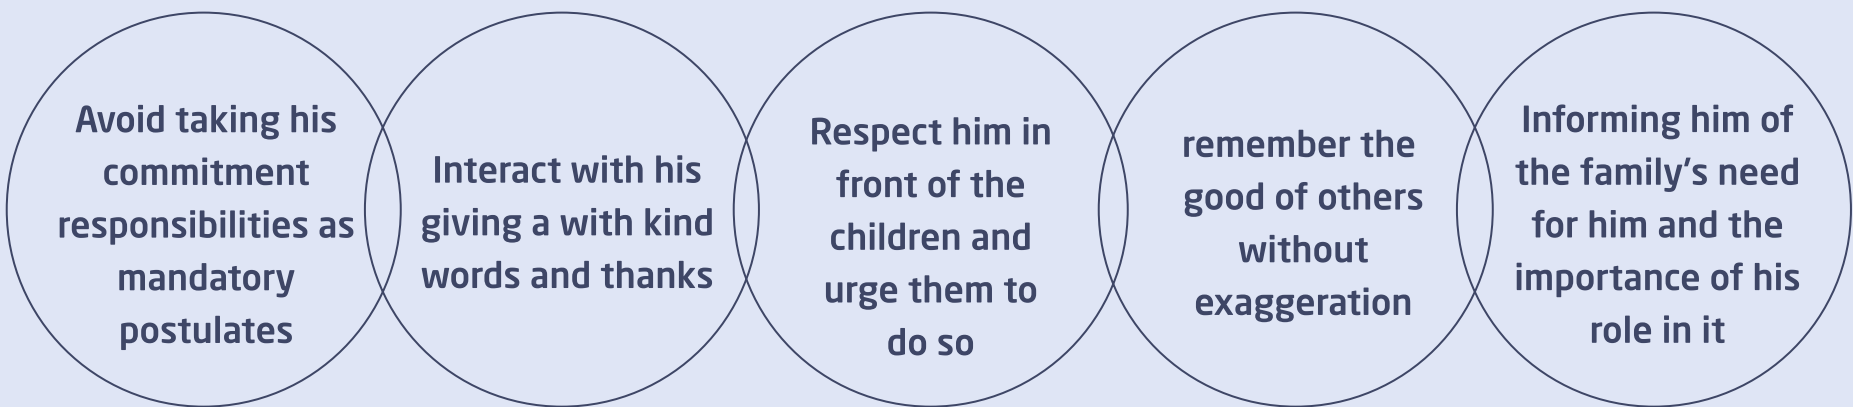 Avoid taking his
commitment
responsibilities as
mandatory
postulates
Interact with his
giving a with kind
words and thanks
Respect him in
front of the
children and
urge them to
do so
remember the
good of others
without
exaggeration
Informing him of
the family’s need
for him and the
importance of his
role in it